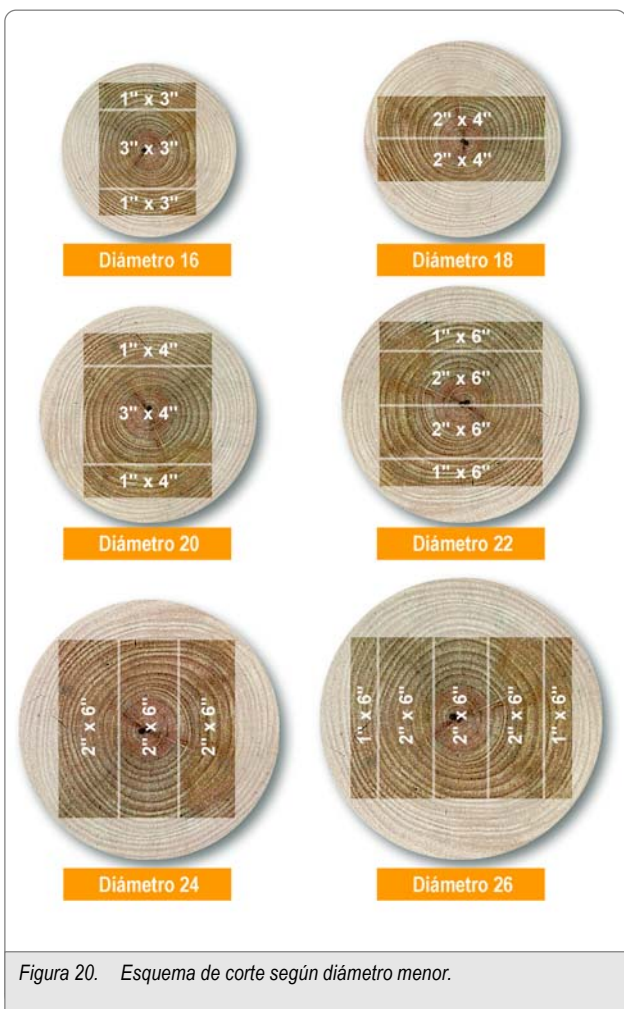 1" x 3"
3" x 3"
1" x 3"
Diámetro 16
2" x 4"
2" x 4"
Diámetro 18
1" x 4"
3" x 4"
1" x 4"
Diámetro 20
1" x 6"
2" x 6"
2" x 6"
1" x 6"
Diámetro 22
2" x 6"
2" x 6"
2" x 6"
Diámetro 24
1" x 6"
2" x 6"
2" x 6"
2" x 6"
1" x 6"
Diámetro 26
Figura 20. Esquema de corte según diámetro menor.